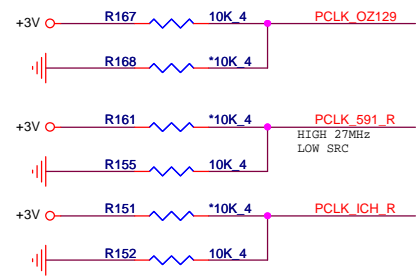 R167 10K_4 PCLK_OZ129
+3V
R168 *10K_4
R161 *10K_4 PCLK_591_R
+3V
HIGH 27MHz
LOW SRC
R155 10K_4
R151 *10K_4 PCLK_ICH_R
+3V
R152 10K_4